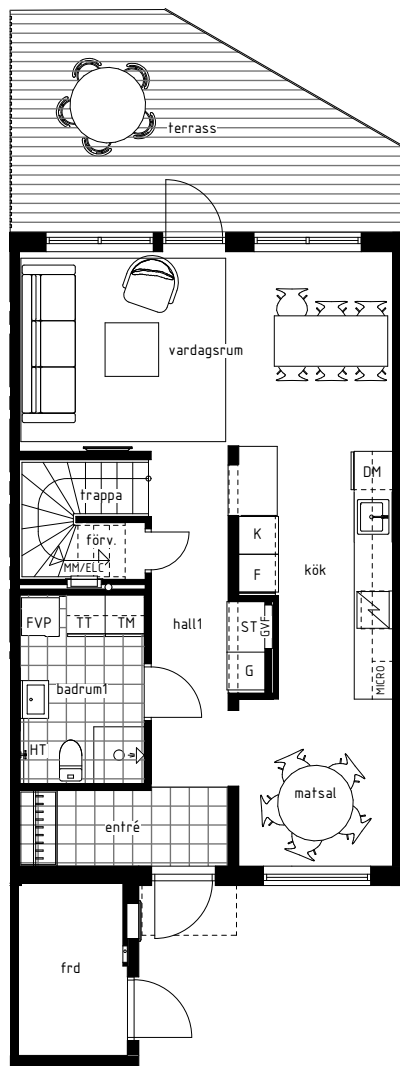 terrass
vardagsrum
DM
trappa
K
förv.
F
kök
MM/ELC
FVP
TT
TM
hall1
ST
GVF
G
badrum1
MICRO
HT
matsal
entré
frd